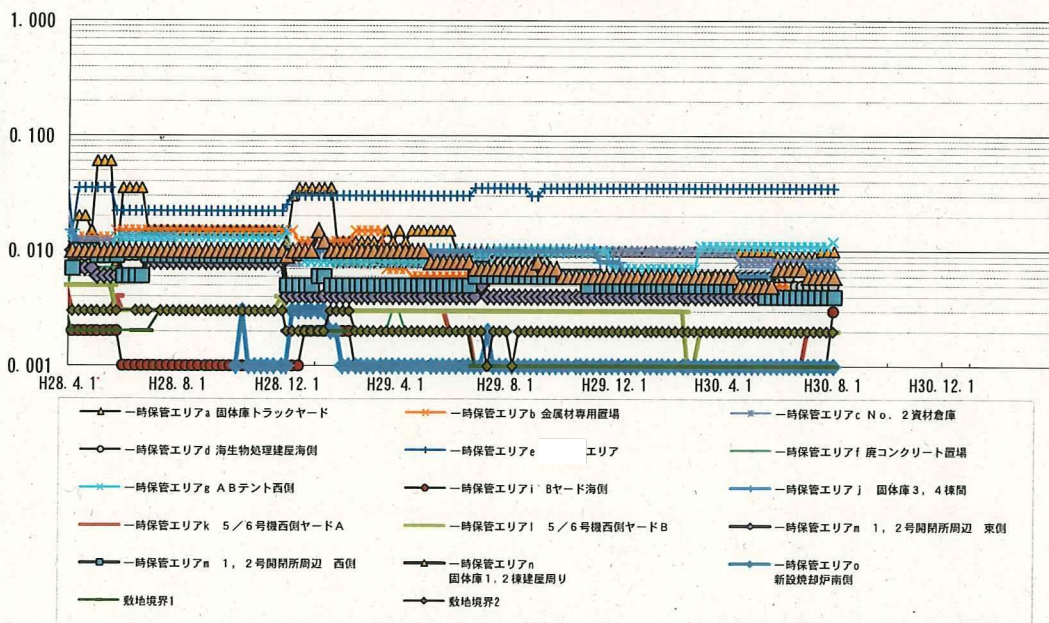 1.000
0.100
0.010
0.001
H28. 4. 1 H28. 8. 1 H28. 12. 1 H29. 4. 1 H29. 8. 1 H29. 12. 1 H30. 4. 1 H30. 8. 1 H30. 12. 1
一時保管エリアa 固体庫トラックヤード
一時保管エリアb 金属材専用置場
一時保管エリアc No. 2資材倉庫
一時保管エリアd 海生物処理建屋海側
一時保管エリアe エリア
一時保管エリアf 廃コンクリート置場
一時保管エリアg ABテント西側
一時保管エリアi Bヤード海側
一時保管エリアj 固体庫3, 4棟間
一時保管エリアk 5/6号機西側ヤードA
一時保管エリアl 5/6号機西側ヤードB
一時保管エリアm 1, 2号開閉所周辺 東側
一時保管エリアm 1, 2号開閉所周辺 西側
一時保管エリアn
固体庫1, 2棟建屋周り
一時保管エリアo
新設焼却炉南側
敷地境界1
敷地境界2